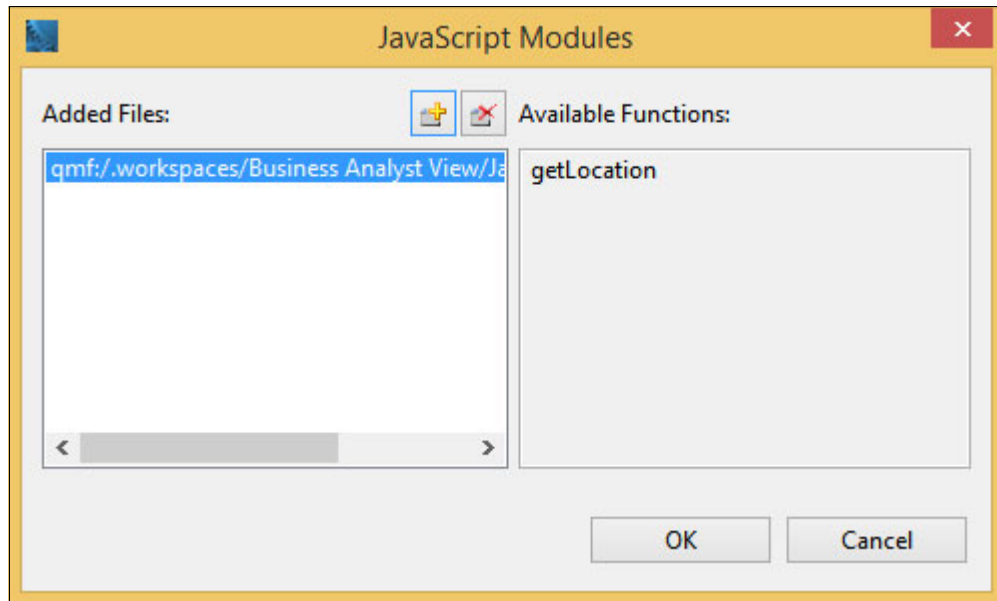 JavaScript Modules
Added Files:
Available Functions:
qmf:/.workspaces/Business Analyst View/Ja
getLocation
OK
Cancel